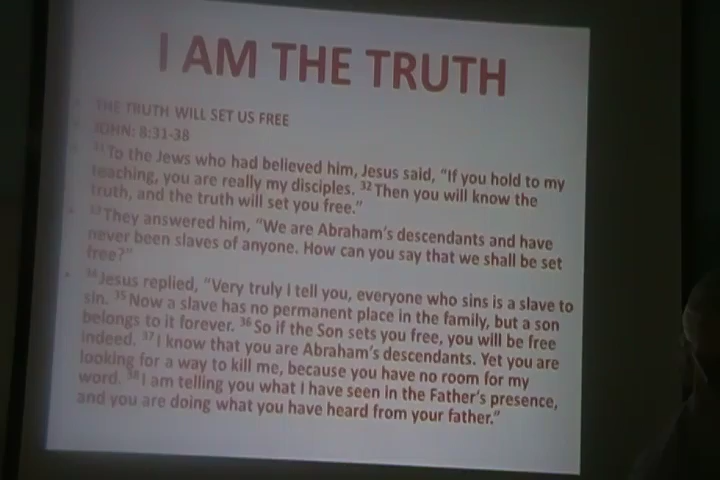 I AM THE TRUTH
• THE TRUTH WILL SET US FREE
• JOHN: 8:31-38
• 31To the Jews who had believed him, Jesus said, “If you hold to my
teaching, you are really my disciples. 32 Then you will know the
truth, and the truth will set you free.”
• 33They answered him, “We are Abraham’s descendants and have
never been slaves of anyone. How can you say that we shall be set
free?”
• 34Jesus replied, “Very truly I tell you, everyone who sins is a slave to
sin. 35 Now a slave has no permanent place in the family, but a son
belongs to it forever. 36 So if the Son sets you free, you will be free
indeed. 37 I know that you are Abraham’s descendants. Yet you are
looking for a way to kill me, because you have no room for my
word. 38 I am telling you what I have seen in the Father’s presence,
and you are doing what you have heard from your father.”